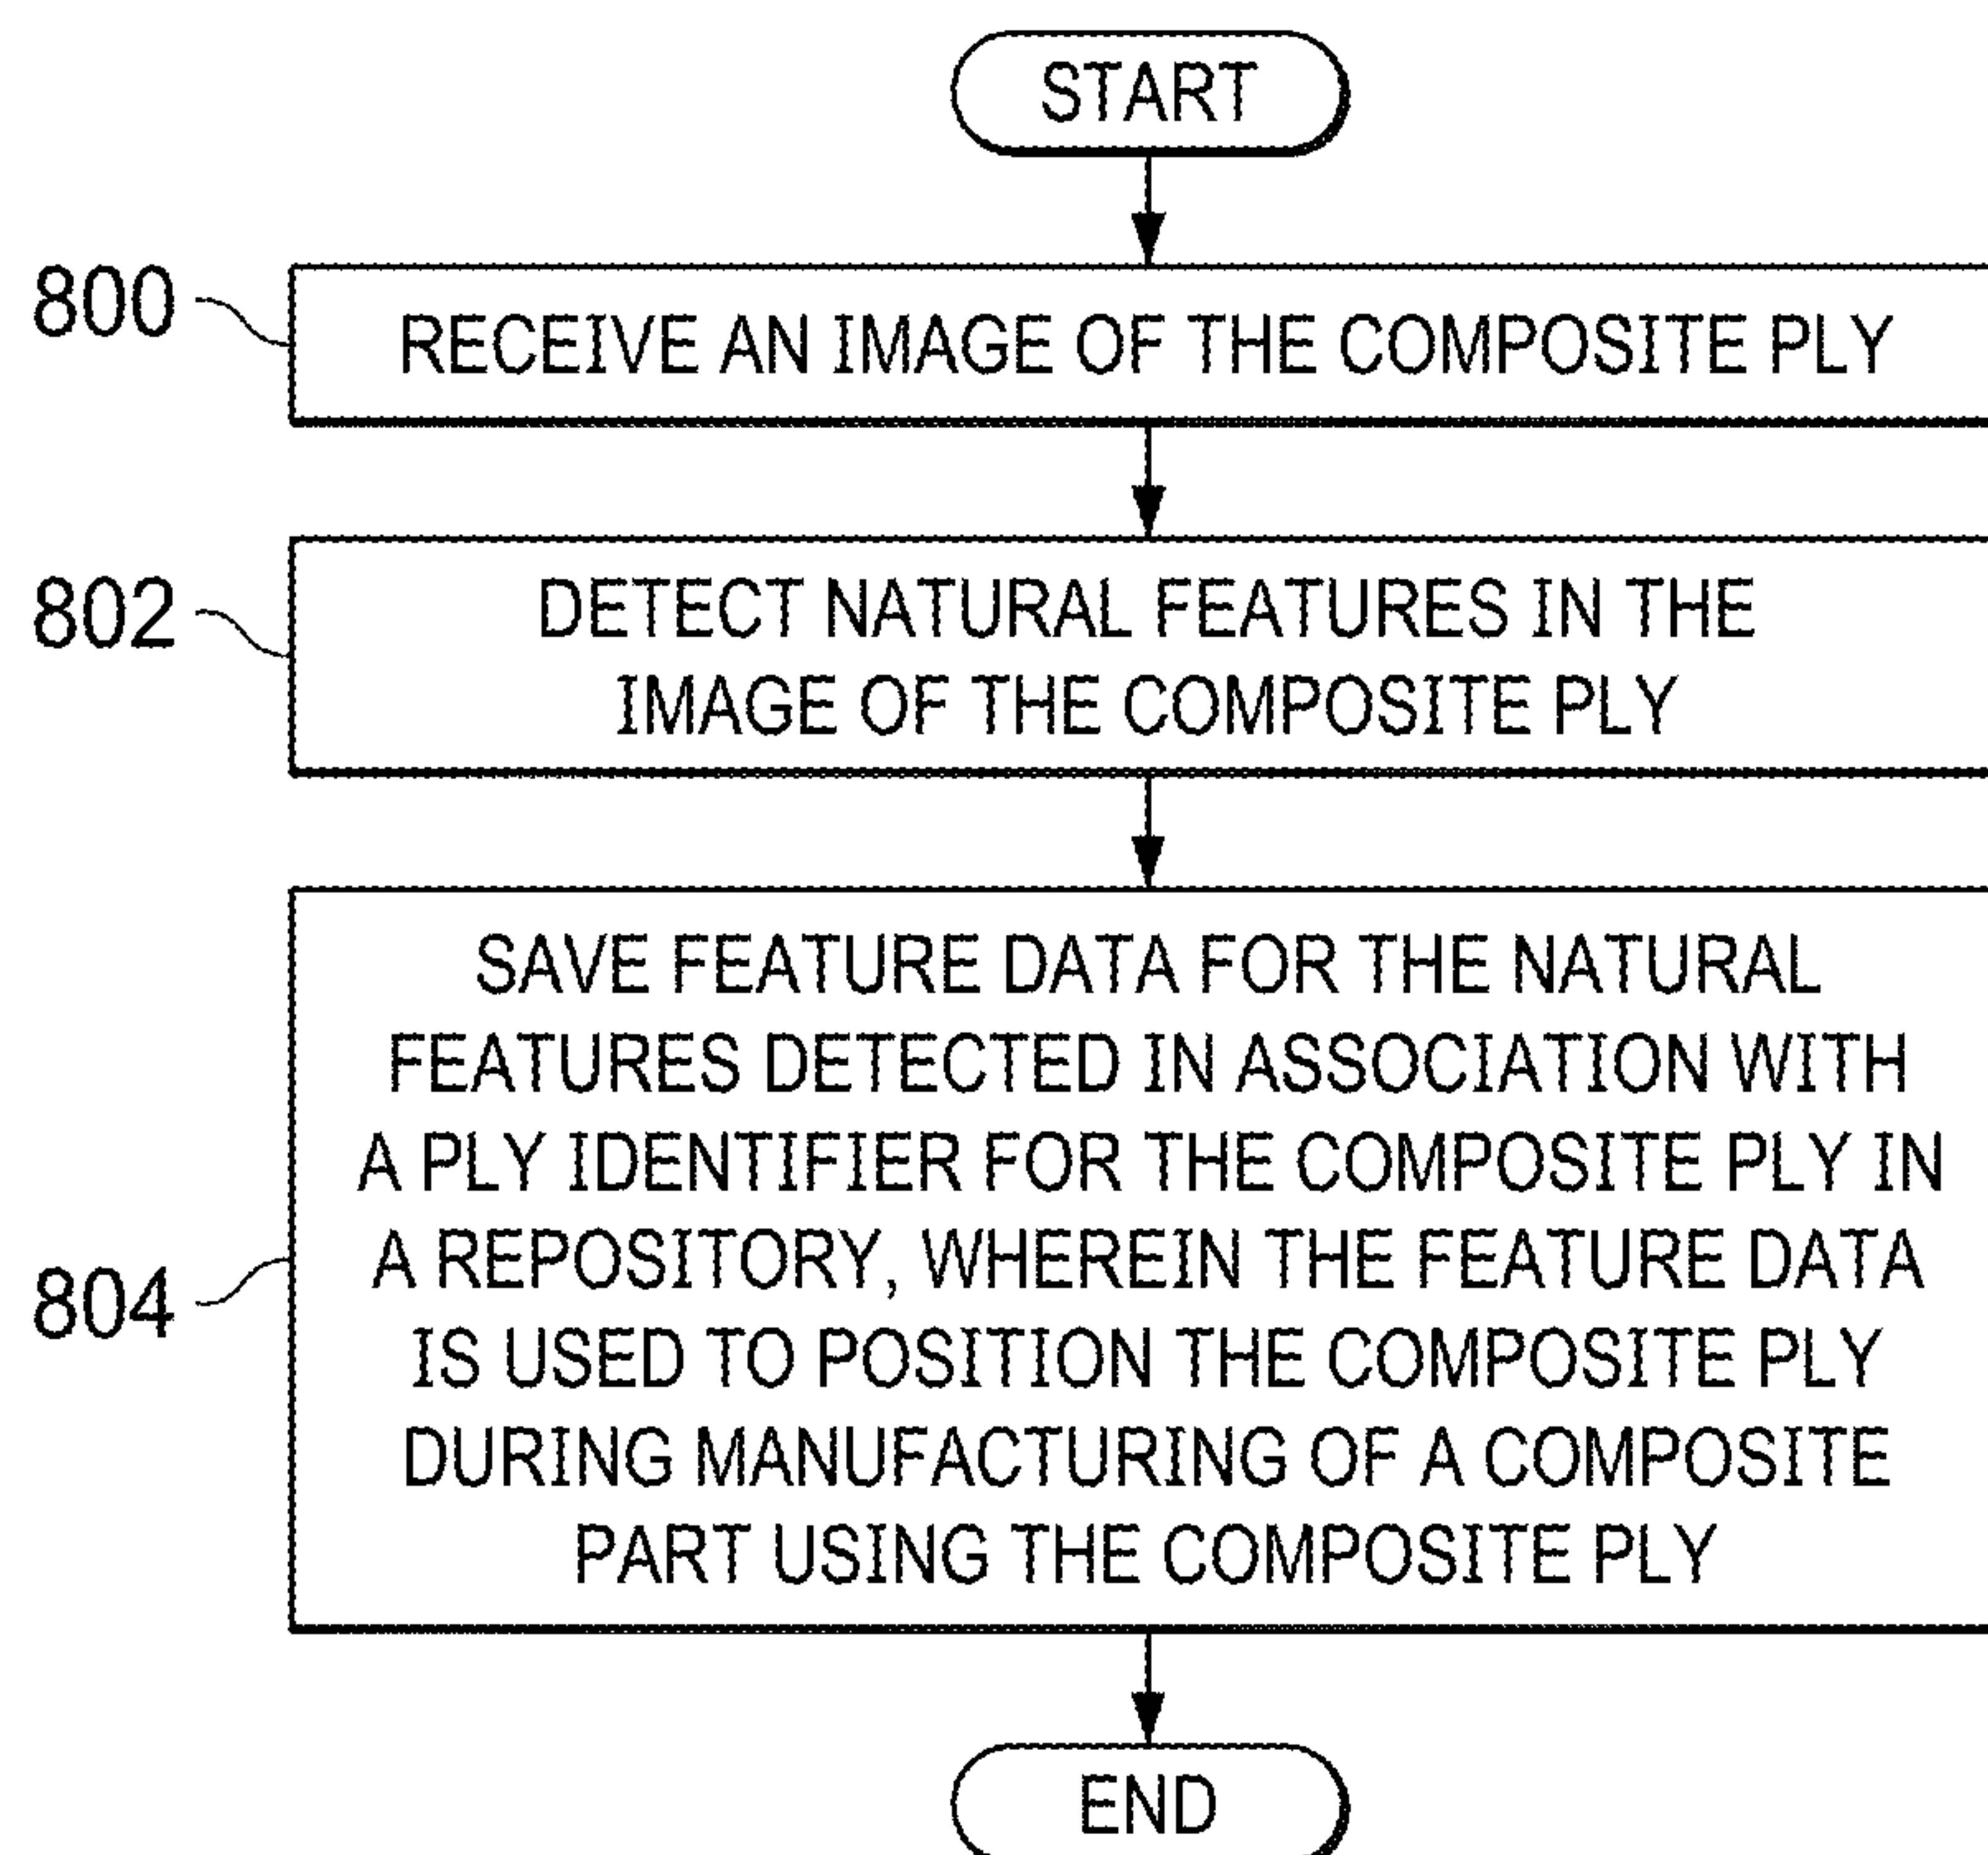 START
800
RECEIVE AN IMAGE OF THE COMPOSITE PLY
802
DETECT NATURAL FEATURES IN THE
IMAGE OF THE COMPOSITE PLY
SAVE FEATURE DATA FOR THE NATURAL
FEATURES DETECTED IN ASSOCIATION WITH
A PLY IDENTIFIER FOR THE COMPOSITE PLY IN
A REPOSITORY, WHEREIN THE FEATURE DATA
804
IS USED TO POSITION THE COMPOSITE PLY
DURING MANUFACTURING OF A COMPOSITE
PART USING THE COMPOSITE PLY
END